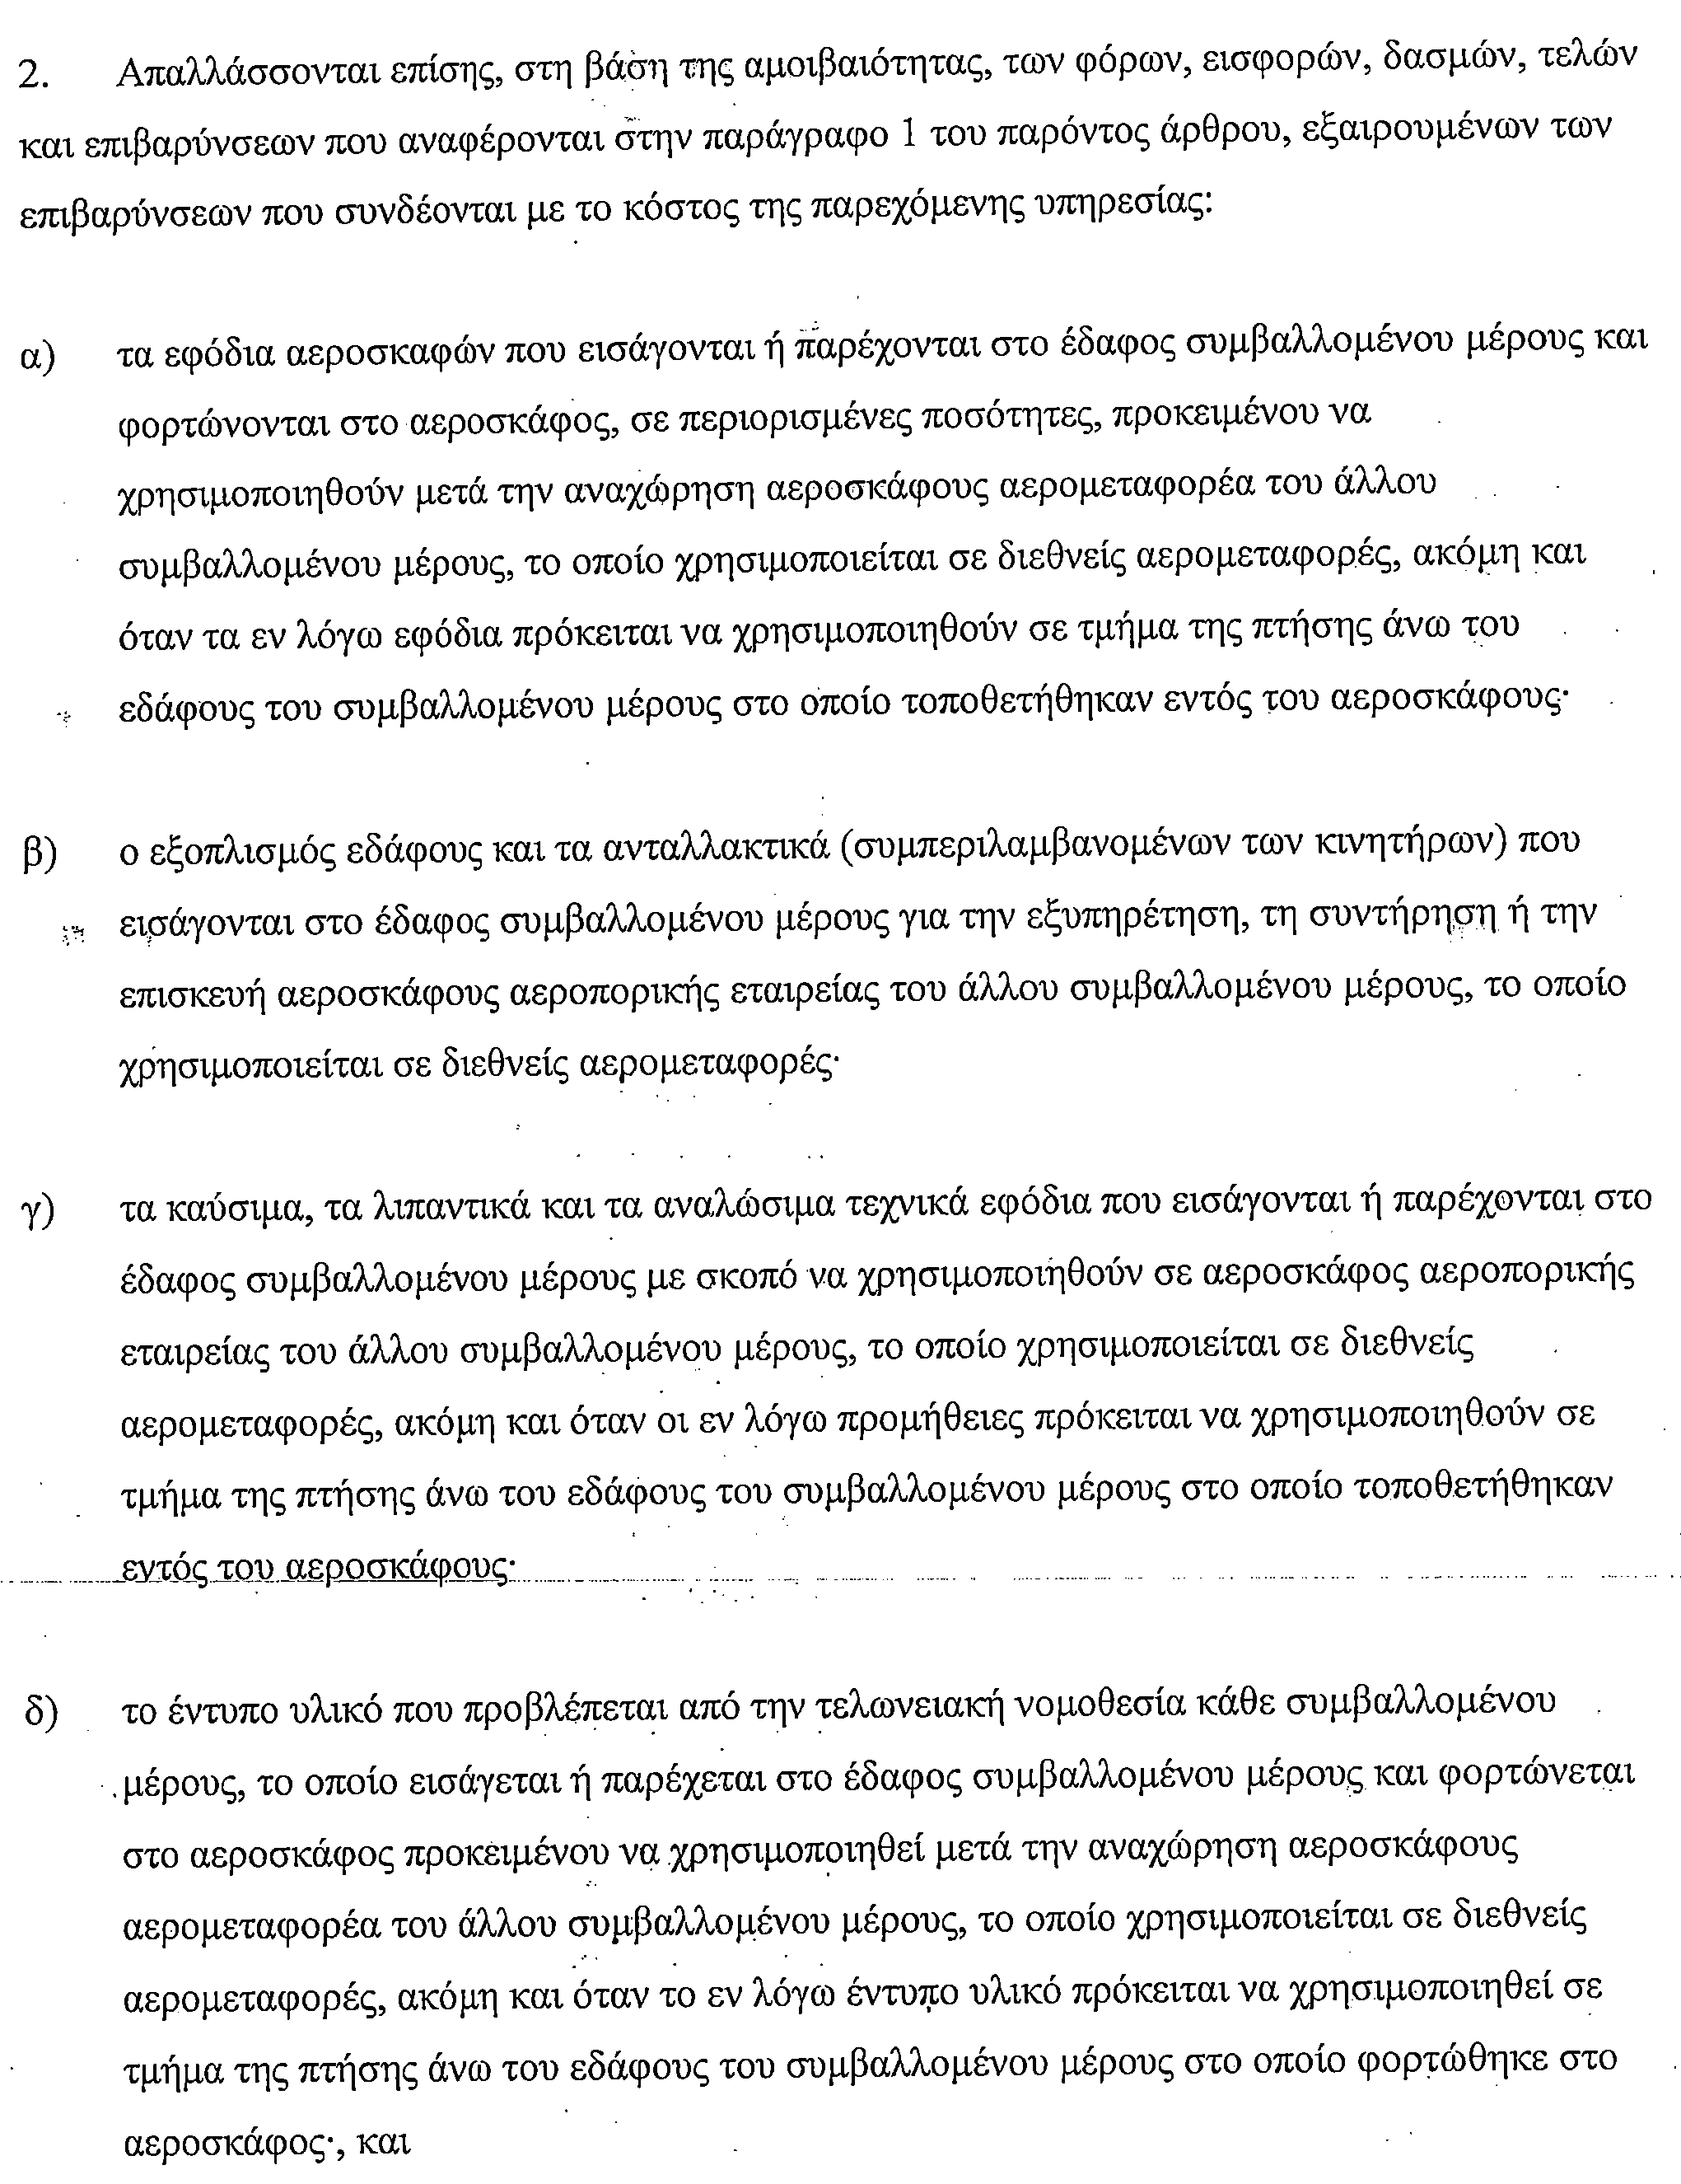 2. Απαλλάσσονται επίσης, στη βάση της αμοιβαιότητας, των φόρων, εισφορών, δασμών, τελών
και επιβαρύνσεων που αναφέρονται στην παράγραφο 1 του παρόντος άρθρου, εξαιρουμένων των
επιβαρύνσεων που συνδέονται με το κόστος της παρεχόμενης υπηρεσίας:
α) τα εφόδια αεροσκαφών που εισάγονται ή παρέχονται στο έδαφος συμβαλλομένου μέρους και
φορτώνονται στο αεροσκάφος, σε περιορισμένες ποσότητες, προκειμένου να
χρησιμοποιηθούν μετά την αναχώρηση αεροσκάφους αερομεταφορέα του άλλου
συμβαλλομένου μέρους, το οποίο χρησιμοποιείται σε διεθνείς αερομεταφορές, ακόμη και
όταν τα εν λόγω εφόδια πρόκειται να χρησιμοποιηθούν σε τμήμα της πτήσης άνω του
εδάφους του συμβαλλομένου μέρους στο οποίο τοποθετήθηκαν εντός του αεροσκάφους·
β) ο εξοπλισμός εδάφους και τα ανταλλακτικά (συμπεριλαμβανομένων των κινητήρων) που
εισάγονται στο έδαφος συμβαλλομένου μέρους για την εξυπηρέτηση, τη συντήρηση ή την
επισκευή αεροσκάφους αεροπορικής εταιρείας του άλλου συμβαλλομένου μέρους, το οποίο
χρησιμοποιείται σε διεθνείς αερομεταφορές·
γ) τα καύσιμα, τα λιπαντικά και τα αναλώσιμα τεχνικά εφόδια που εισάγονται ή παρέχονται στο
έδαφος συμβαλλομένου μέρους με σκοπό να χρησιμοποιηθούν σε αεροσκάφος αεροπορικής
εταιρείας του άλλου συμβαλλομένου μέρους, το οποίο χρησιμοποιείται σε διεθνείς
αερομεταφορές, ακόμη και όταν οι εν λόγω προμήθειες πρόκειται να χρησιμοποιηθούν σε
τμήμα της πτήσης άνω του εδάφους του συμβαλλομένου μέρους στο οποίο τοποθετήθηκαν
εντός του αεροσκάφους·
δ) το έντυπο υλικό που προβλέπεται από την τελωνειακή νομοθεσία κάθε συμβαλλομένου
μέρους, το οποίο εισάγεται ή παρέχεται στο έδαφος συμβαλλομένου μέρους και φορτώνεται
στο αεροσκάφος προκειμένου να χρησιμοποιηθεί μετά την αναχώρηση αεροσκάφους
αερομεταφορέα του άλλου συμβαλλομένου μέρους, το οποίο χρησιμοποιείται σε διεθνείς
αερομεταφορές, ακόμη και όταν το εν λόγω έντυπο υλικό πρόκειται να χρησιμοποιηθεί σε
τμήμα της πτήσης άνω του εδάφους του συμβαλλομένου μέρους στο οποίο φορτώθηκε στο
αεροσκάφος·, και